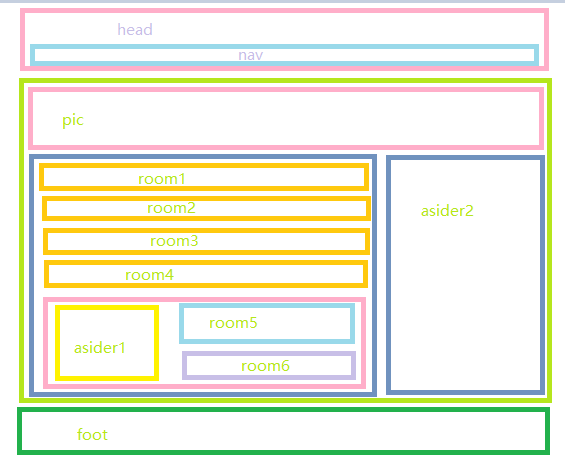 head
nav
pic
room1
room2
room3
room4
asider1
room5
room6
asider2
foot